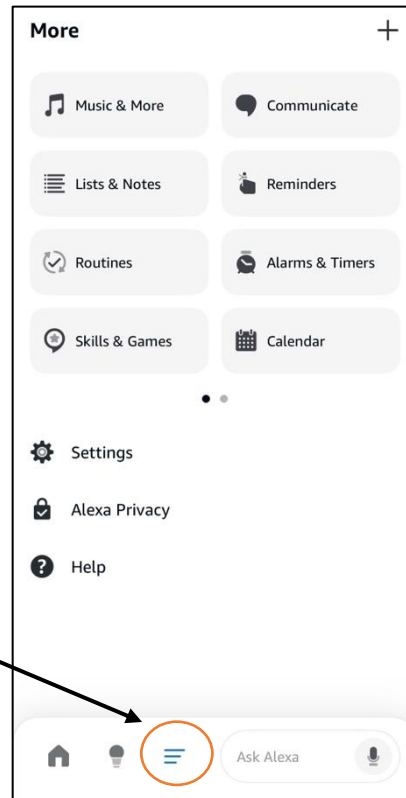 More
Music & More
Communicate
Lists & Notes
Reminders
Routines
Alarms & Timers
Skills & Games
Calendar
Settings
Alexa Privacy
Help
Ask Alexa